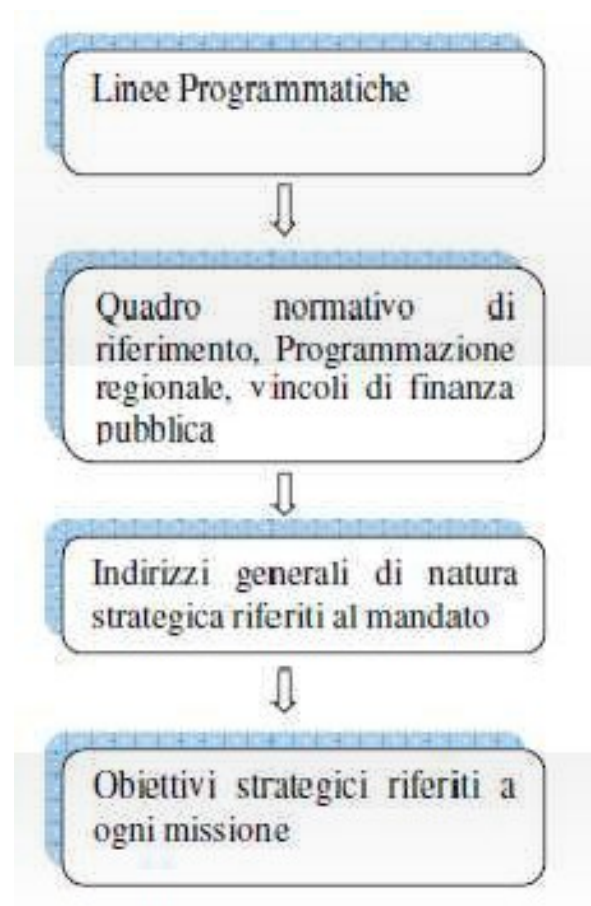 Linee Programmatiche
Quadro normativo di
riferimento, Programmazione
regionale, vincoli di finanza
pubblica
Indirizzi generali di natura
strategica riferiti al mandato
Obiettivi strategici riferiti a
ogni missione